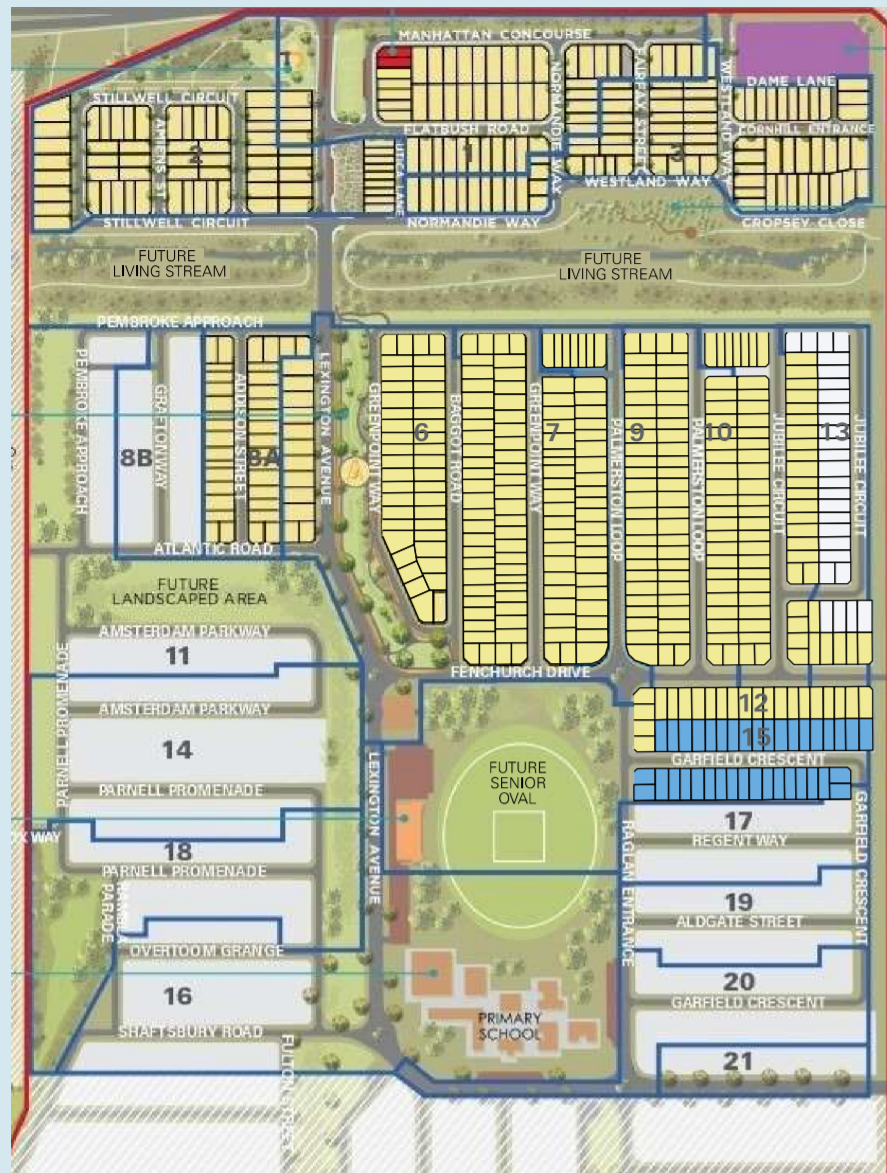 MANHATTAN CONCOURSE
STILLWELL CIRCUIT
DAME LANE
FLATBUSH ROAD
CORNHILL ENTRANCE
AMIENS ST
2
UTICA LANE
1
NORMANDIE WAY
FAIRFAX STREET
3
WESTLAND WAY
WESTLAND WAY
STILLWELL CIRCUIT
NORMANDIE WAY
CROPSEY CLOSE
FUTURE
LIVING STREAM
FUTURE
LIVING STREAM
PEMBROKE APPROACH
PEMBROKE APPROACH
8B
GRAFTON WAY
ADDISON STREET
8A
LEXINGTON AVENUE
GREENPOINT WAY
6
BAGGOT ROAD
GREENPOINT WAY
7
PALMERSTON LOOP
9
PALMERSTON LOOP
10
JUBILEE CIRCUIT
13
JUBILEE CIRCUIT
ATLANTIC ROAD
FUTURE
LANDSCAPED AREA
AMSTERDAM PARKWAY
11
FENCHURCH DRIVE
PARNELL PROMENADE
AMSTERDAM PARKWAY
12
14
15
GARFIELD CRESCENT
LEXINGTON AVENUE
FUTURE
SENIOR
OVAL
PARNELL PROMENADE
17
GARFIELD CRESCENT
WAY
REGENT WAY
18
PARNELL PROMENADE
RAGLAM ENTRANCE
19
PARADE
ALDGATE STREET
OVERTOOM GRANGE
20
16
GARFIELD CRESCENT
PRIMARY
SCHOOL
SHAFTSBURY ROAD
FULTON STREET
21